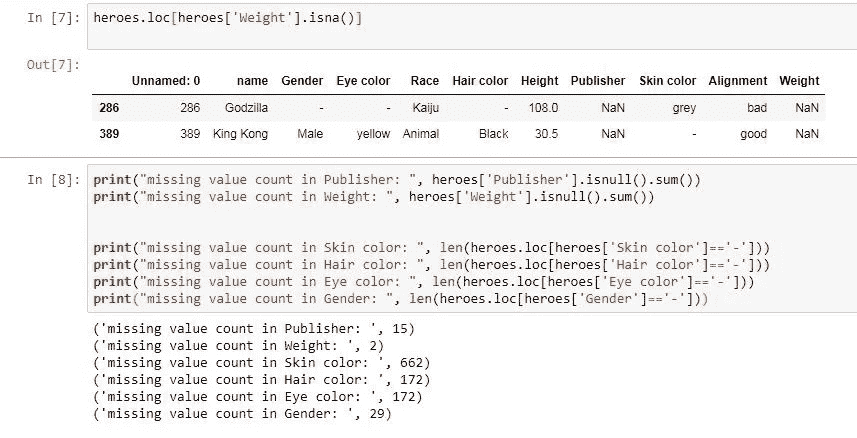 In [7]: heroes.loc[heroes['Weight'].isna()]
Out[7]:
Unnamed: 0 name Gender Eye color Race Hair color Height Publisher Skin color Alignment Weight
286 286 Godzilla - - Kaiju - 108.0 NaN grey bad NaN
389 389 King Kong Male yellow Animal Black 30.5 NaN - good NaN
In [8]: print("missing value count in Publisher: ", heroes['Publisher'].isnull().sum())
print("missing value count in Weight: ", heroes['Weight'].isnull().sum())
print("missing value count in Skin color: ", len(heroes.loc[heroes['Skin color']=='-']))
print("missing value count in Hair color: ", len(heroes.loc[heroes['Hair color']=='-']))
print("missing value count in Eye color: ", len(heroes.loc[heroes['Eye color']=='-']))
print("missing value count in Gender: ", len(heroes.loc[heroes['Gender']=='-']))
('missing value count in Publisher: ', 15)
('missing value count in Weight: ', 2)
('missing value count in Skin color: ', 662)
('missing value count in Hair color: ', 172)
('missing value count in Eye color: ', 172)
('missing value count in Gender: ', 29)